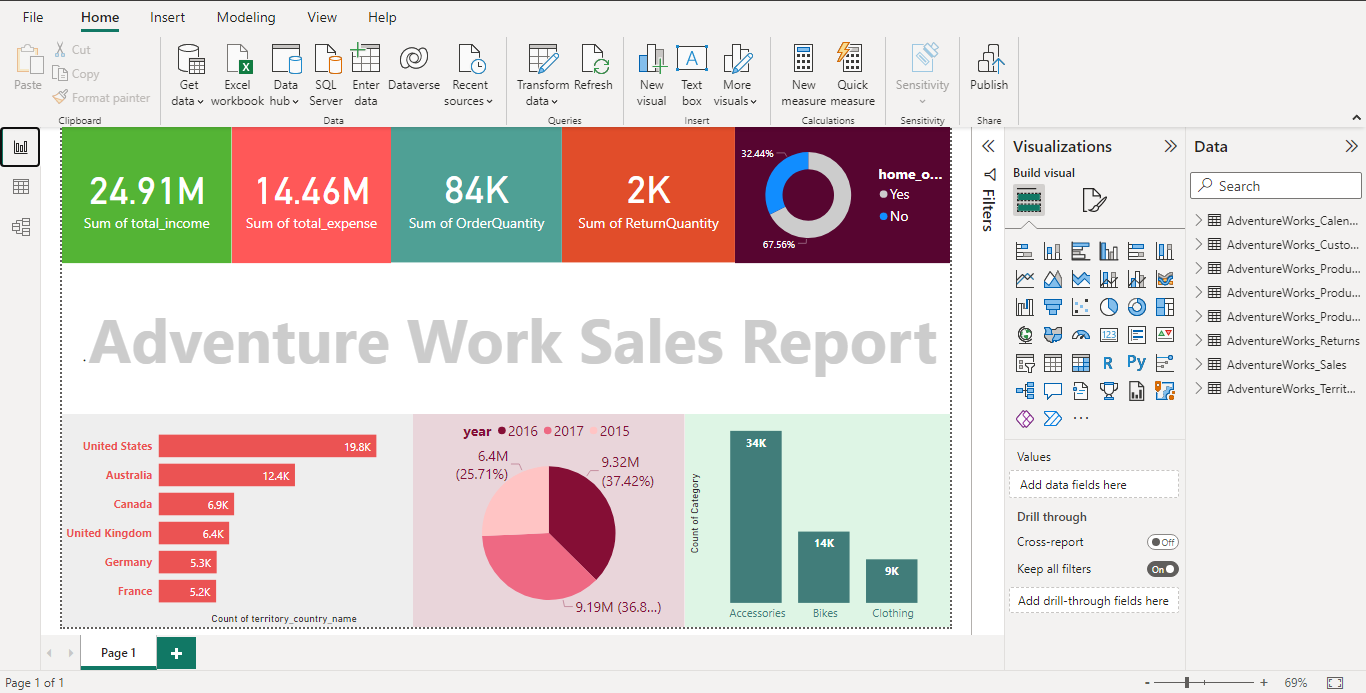 File Home Insert Modeling View Help
Paste
Cut
Copy
Format painter
Clipboard
Get data
Excel workbook
Data hub
SQL Server
Enter data
Dataverse
Recent sources
Data
Transform data
Refresh
Queries
New visual
Text box
More visuals
Insert
New measure
Quick measure
Calculations
Sensitivity
Sensitivity
Publish
Share
24.91M
Sum of total_income
14.46M
Sum of total_expense
84K
Sum of OrderQuantity
2K
Sum of ReturnQuantity
32.44%
67.56%
home_o...
Yes
No
.Adventure Work Sales Report
United States 19.8K
Australia 12.4K
Canada 6.9K
United Kingdom 6.4K
Germany 5.3K
France 5.2K
Count of territory_country_name
year 2016 2017 2015
6.4M
(25.71%)
9.32M
(37.42%)
9.19M (36.8...)
Count of Category
34K
14K
9K
Accessories Bikes Clothing
Filters
Visualizations
Build visual
123
R
Py
...
Values
Add data fields here
Drill through
Cross-report Off
Keep all filters On
Add drill-through fields here
Data
Search
AdventureWorks_Calen...
AdventureWorks_Custo...
AdventureWorks_Produ...
AdventureWorks_Produ...
AdventureWorks_Produ...
AdventureWorks_Returns
AdventureWorks_Sales
AdventureWorks_Territ...
Page 1
+
Page 1 of 1
- + 69%